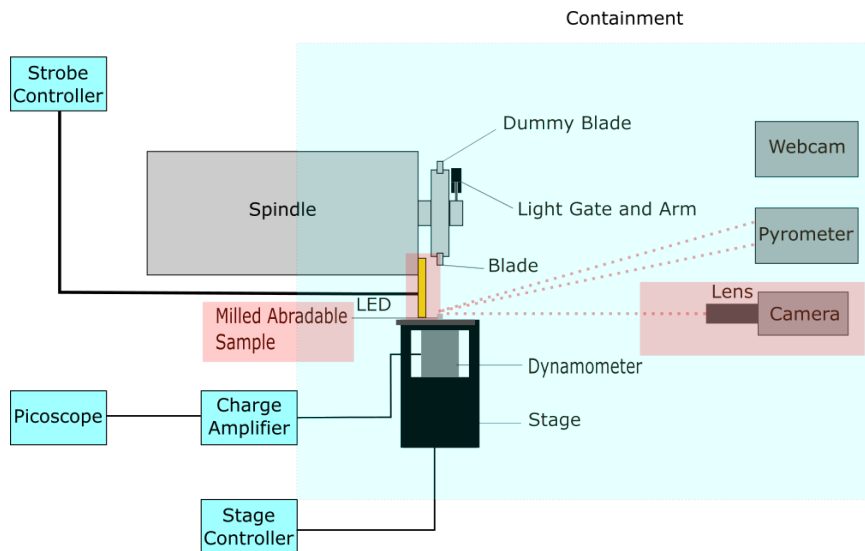 Containment
Strobe
Controller
Dummy Blade
Webcam
Spindle
Light Gate and Arm
Pyrometer
Blade
LED
Lens
Milled Abradable
Sample
Camera
Dynamometer
Picoscope
Charge
Amplifier
Stage
Stage
Controller